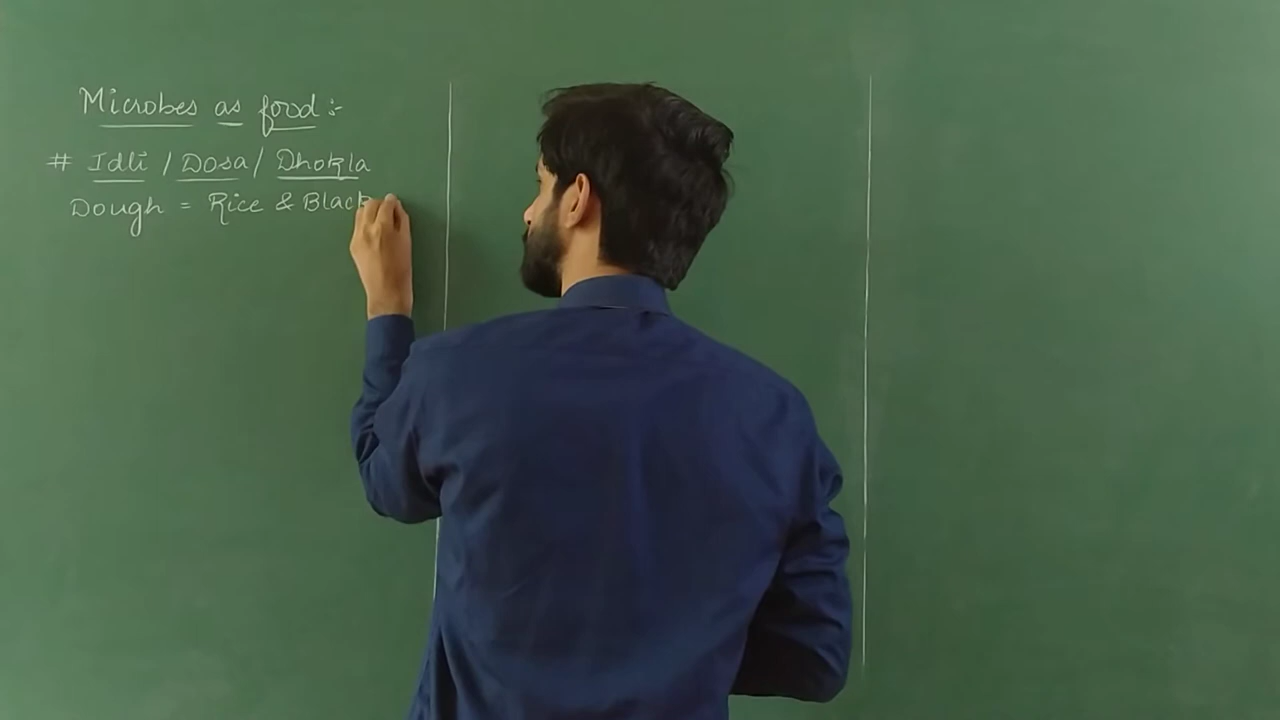 Microbes as food :-
# Idli / Dosa / Dhokla
Dough = Rice & Black